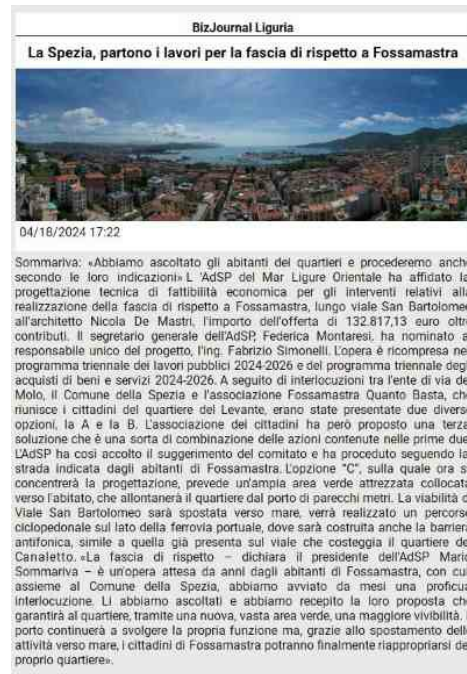 BizJournal Liguria
La Spezia, partono i lavori per la fascia di rispetto a Fossamastra
04/18/2024 17:22
Sommariva: «Abbiamo ascoltato gli abitanti dei quartieri e procederemo anche
secondo le loro indicazioni» L 'AdSP del Mar Ligure Orientale ha affidato la
progettazione tecnica di fattibilità economica per gli interventi relativi alla
realizzazione della fascia di rispetto a Fossamastra, lungo viale San Bartolomeo
all'architetto Nicola De Mastri, l'importo dell'offerta di 132.817,13 euro oltre
contributi. Il segretario generale dell'AdSP, Federica Montaresi, ha nominato a
responsabile unico del progetto, l'ing. Fabrizio Simonelli. L'opera è ricompresa nel
programma triennale dei lavori pubblici 2024-2026 e del programma triennale degli
acquisti di beni e servizi 2024-2026. A seguito di interlocuzioni tra l'ente di via del
Molo, il Comune della Spezia e l'associazione Fossamastra Quanto Basta, che
riunisce i cittadini del quartiere del Levante, erano state presentate due diverse
opzioni, la A e la B. L'associazione dei cittadini ha però proposto una terza
soluzione che è una sorta di combinazione delle azioni contenute nelle prime due.
L'AdSP ha così accolto il suggerimento del comitato e ha proceduto seguendo la
strada indicata dagli abitanti di Fossamastra. L'opzione "C", sulla quale ora si
concentrerà la progettazione, prevede un'ampia area verde attrezzata collocata
verso l'abitato, che allontanerà il quartiere dal porto di parecchi metri. La viabilità di
Viale San Bartolomeo sarà spostata verso mare, verrà realizzato un percorso
ciclopedonale sul lato della ferrovia portuale, dove sarà costruita anche la barriera
antifonica, simile a quella già presente sul viale che costeggia il quartiere del
Canaletto. «La fascia di rispetto – dichiara il presidente dell'AdSP Mario
Sommariva – è un'opera attesa da anni dagli abitanti di Fossamastra, con cui,
assieme al Comune della Spezia, abbiamo avviato da mesi una proficua
interlocuzione. Li abbiamo ascoltati e abbiamo recepito la loro proposta che
garantirà al quartiere, tramite una nuova, vasta area verde, una maggiore vivibilità. Il
porto continuerà a svolgere la propria funzione ma, grazie allo spostamento delle
attività verso mare, i cittadini di Fossamastra potranno finalmente riappropriarsi del
proprio quartiere».